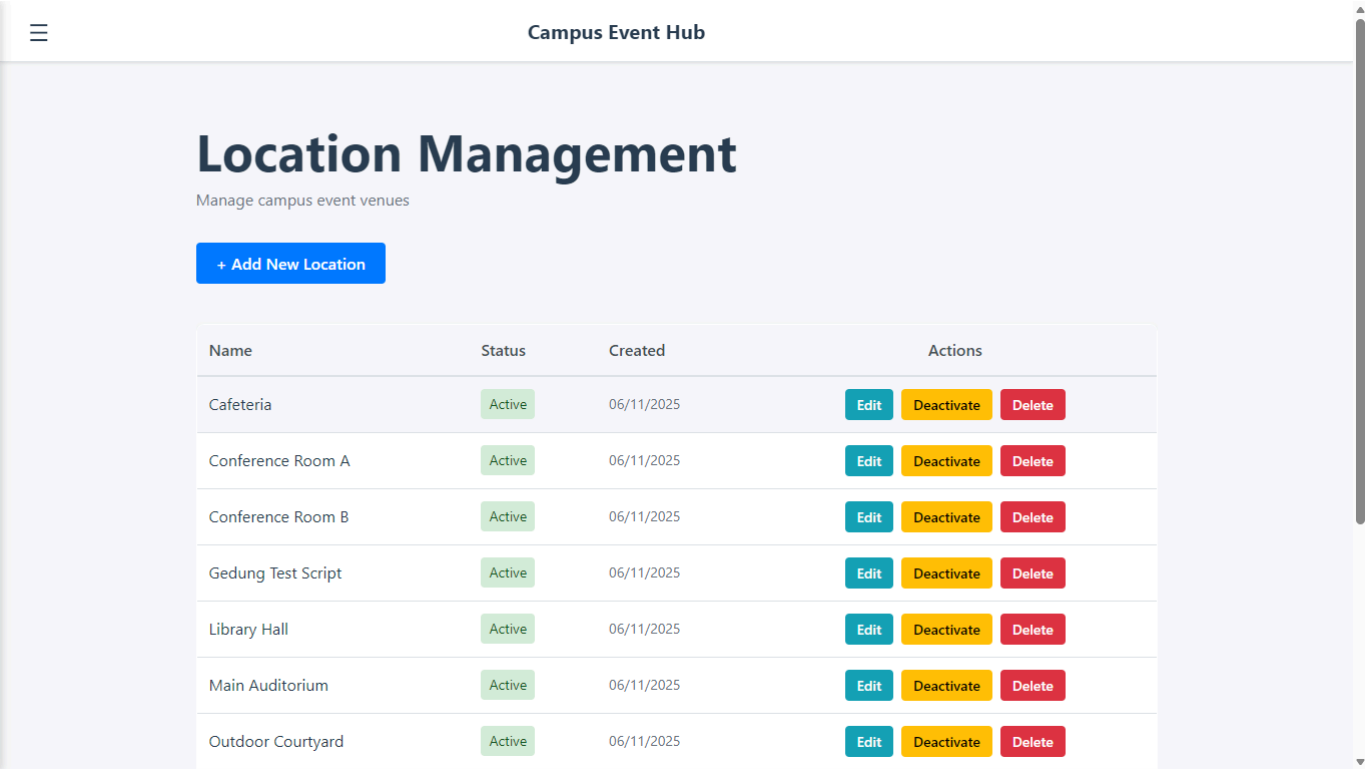 ☰ Campus Event Hub
Location Management
Manage campus event venues
+ Add New Location
Name Status Created Actions
Cafeteria Active 06/11/2025 Edit Deactivate Delete
Conference Room A Active 06/11/2025 Edit Deactivate Delete
Conference Room B Active 06/11/2025 Edit Deactivate Delete
Gedung Test Script Active 06/11/2025 Edit Deactivate Delete
Library Hall Active 06/11/2025 Edit Deactivate Delete
Main Auditorium Active 06/11/2025 Edit Deactivate Delete
Outdoor Courtyard Active 06/11/2025 Edit Deactivate Delete